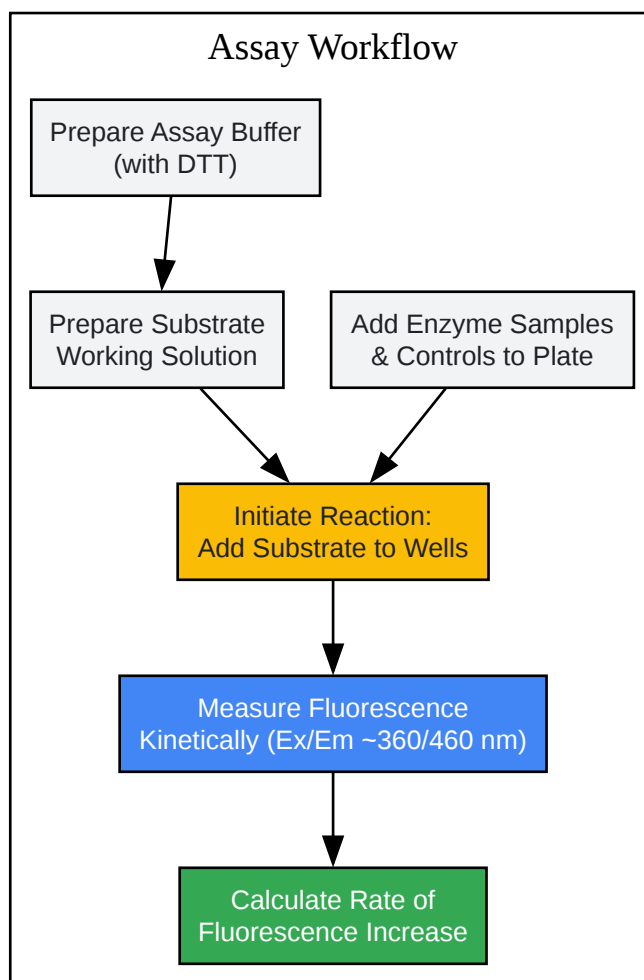 Assay Workflow
Prepare Assay Buffer
(with DTT)
Prepare Substrate
Working Solution
Add Enzyme Samples
& Controls to Plate
Initiate Reaction:
Add Substrate to Wells
Measure Fluorescence
Kinetically (Ex/Em ~360/460 nm)
Calculate Rate of
Fluorescence Increase